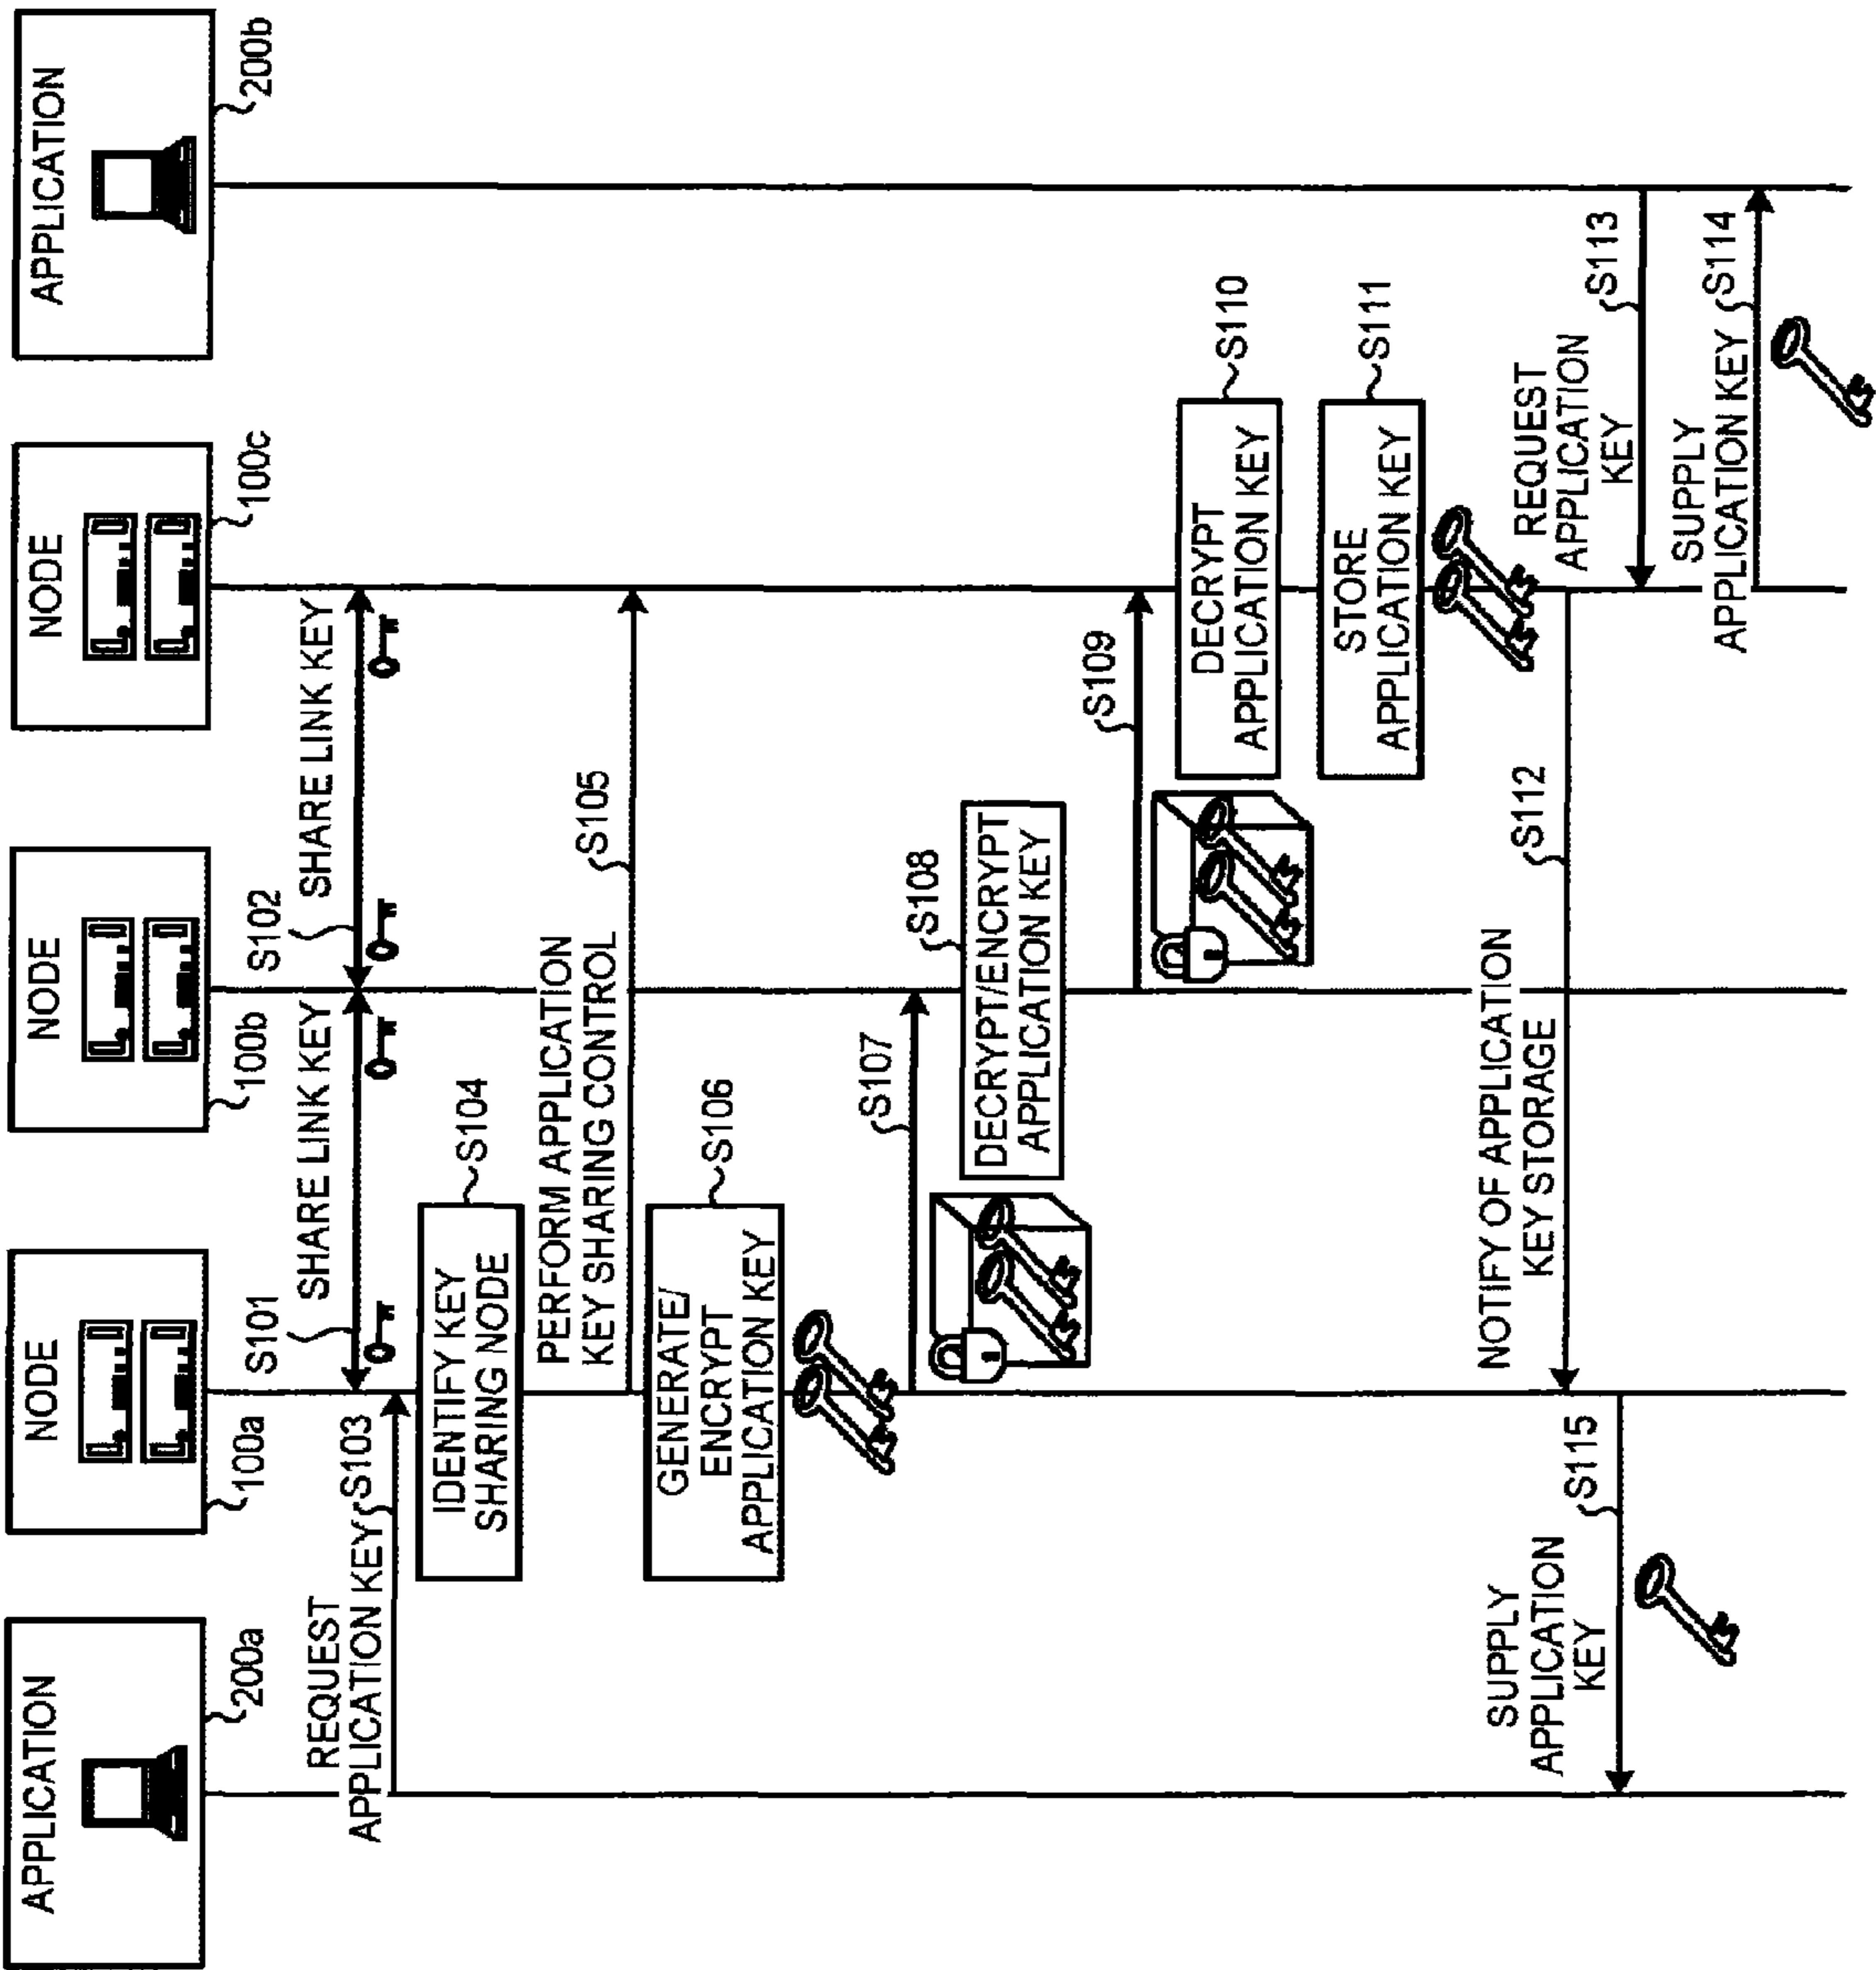 APPLICATION
200a
NODE
100a
NODE
100b
NODE
100c
APPLICATION
200b
S101
SHARE LINK KEY
S102
SHARE LINK KEY
REQUEST
APPLICATION KEY
S103
IDENTIFY KEY
SHARING NODE
S104
PERFORM APPLICATION
KEY SHARING CONTROL
S105
GENERATE/
ENCRYPT
APPLICATION KEY
S106
S107
DECRYPT/ENCRYPT
APPLICATION KEY
S108
S109
DECRYPT
APPLICATION KEY
S110
STORE
APPLICATION KEY
S111
NOTIFY OF APPLICATION
KEY STORAGE
S112
REQUEST
APPLICATION
KEY
S113
SUPPLY
APPLICATION KEY
S114
SUPPLY
APPLICATION
KEY
S115